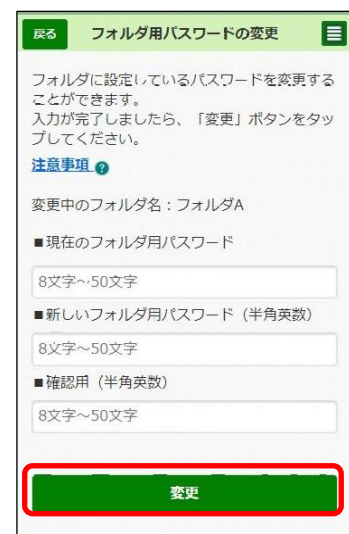 戻る フォルダ用パスワードの変更
フォルダに設定しているパスワードを変更する
ことができます。
入力が完了しましたら、「変更」ボタンをタッ
プしてください。
注意事項 ?
変更中のフォルダ名：フォルダA
■現在のフォルダ用パスワード
8文字～50文字
■新しいフォルダ用パスワード（半角英数）
8文字～50文字
■確認用（半角英数）
8文字～50文字
変更